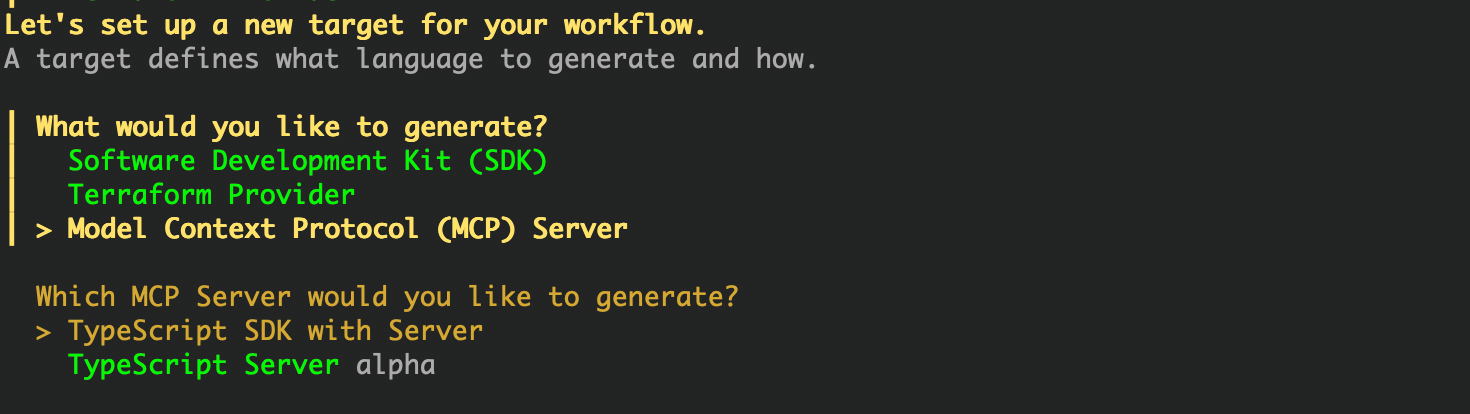 Let's set up a new target for your workflow.
A target defines what language to generate and how.
What would you like to generate?
Software Development Kit (SDK)
Terraform Provider
> Model Context Protocol (MCP) Server
Which MCP Server would you like to generate?
> TypeScript SDK with Server
TypeScript Server alpha